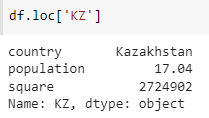 df.loc['KZ']
country Kazakhstan
population 17.04
square 2724902
Name: KZ, dtype: object